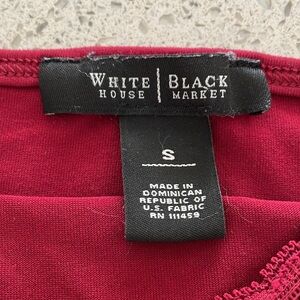 WHITE | BLACK
HOUSE | MARKET
S
MADE IN
DOMINICAN
REPUBLIC OF
U.S. FABRIC
RN 111459